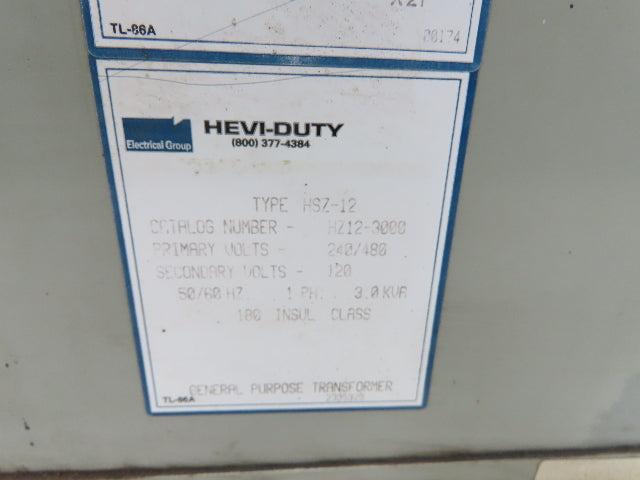 TL-86A
Electrical Group
HEVI-DUTY
(800) 377-4384
TYPE HSZ-12
CATALOG NUMBER - HZ12-3000
PRIMARY VOLTS - 240/480
SECONDARY VOLTS - 120
50/60 HZ. 1 PH. 3.0 KVA
180 INSUL CLASS
GENERAL PURPOSE TRANSFORMER
TL-86A